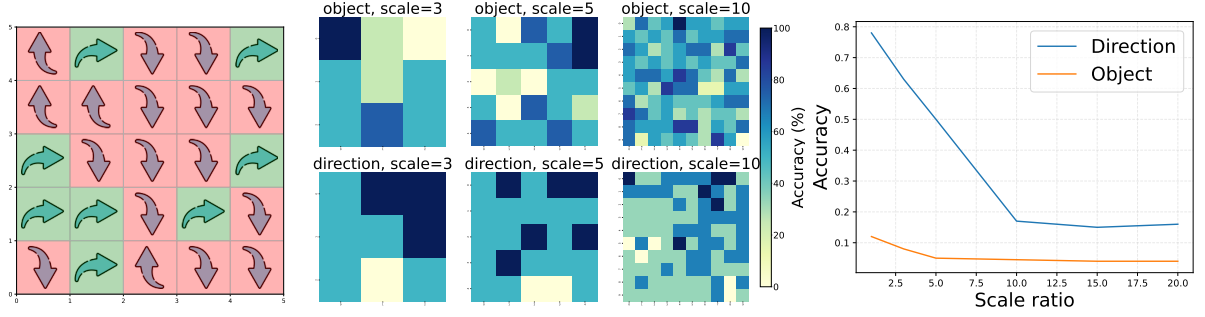 5
4
3
2
1
0
0 1 2 3 4 5
object, scale=3
object, scale=5
object, scale=10
direction, scale=3
direction, scale=5
direction, scale=10
100
80
60
40
20
0
Accuracy (%)
Accuracy
0.8
0.7
0.6
0.5
0.4
0.3
0.2
0.1
2.5 5.0 7.5 10.0 12.5 15.0 17.5 20.0
Scale ratio
Direction
Object